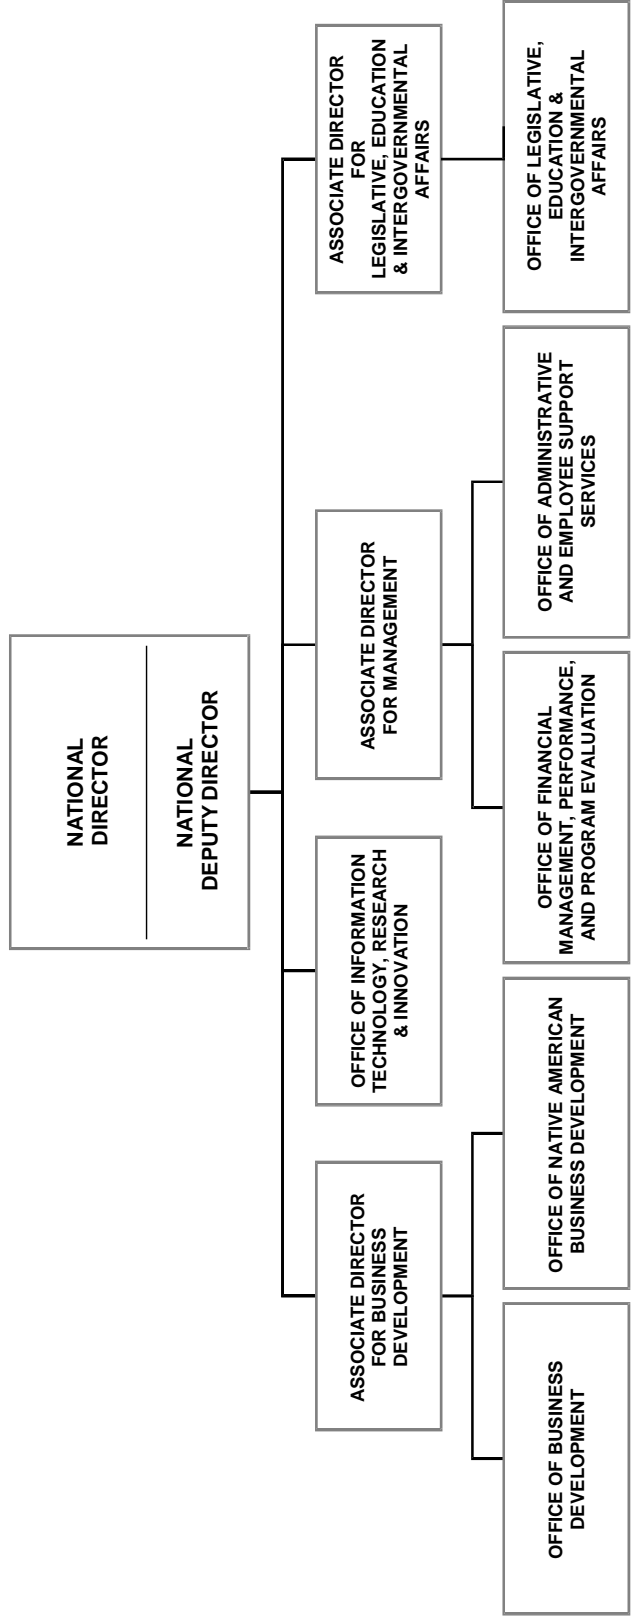 NATIONAL
DIRECTOR
NATIONAL
DEPUTY DIRECTOR
ASSOCIATE DIRECTOR
FOR BUSINESS
DEVELOPMENT
OFFICE OF INFORMATION
TECHNOLOGY, RESEARCH
& INNOVATION
ASSOCIATE DIRECTOR
FOR MANAGEMENT
ASSOCIATE DIRECTOR
FOR
LEGISLATIVE, EDUCATION
& INTERGOVERNMENTAL
AFFAIRS
OFFICE OF BUSINESS
DEVELOPMENT
OFFICE OF NATIVE AMERICAN
BUSINESS DEVELOPMENT
OFFICE OF FINANCIAL
MANAGEMENT, PERFORMANCE,
AND PROGRAM EVALUATION
OFFICE OF ADMINISTRATIVE
AND EMPLOYEE SUPPORT
SERVICES
OFFICE OF LEGISLATIVE,
EDUCATION &
INTERGOVERNMENTAL
AFFAIRS